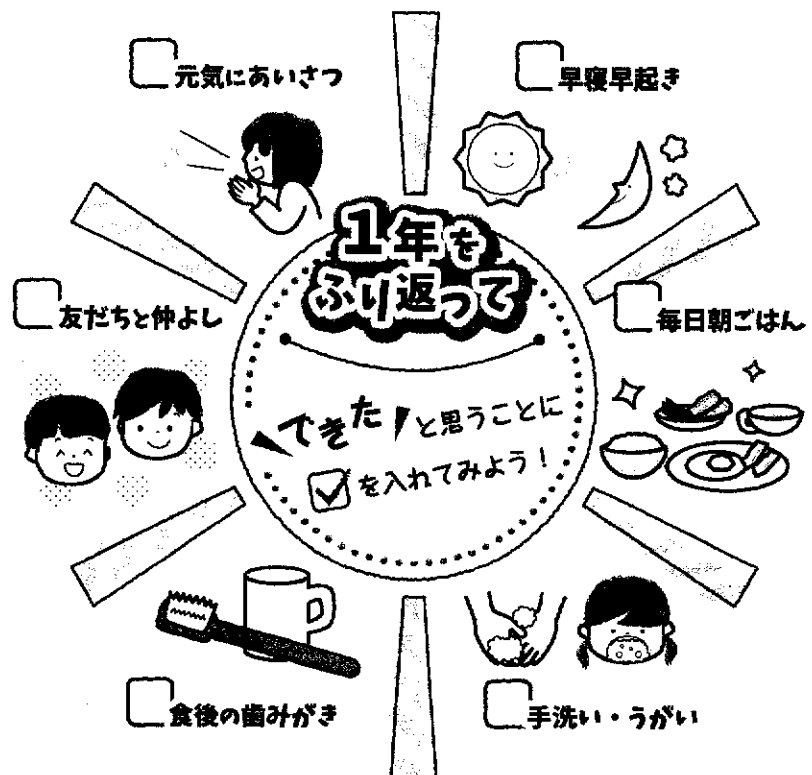 元気にあいさつ
早寝早起き
1年を
ふり返って
友だちと仲よし
毎日朝ごはん
できたと思うことに
を入れてみよう！
食後の歯みがき
手洗い・うがい